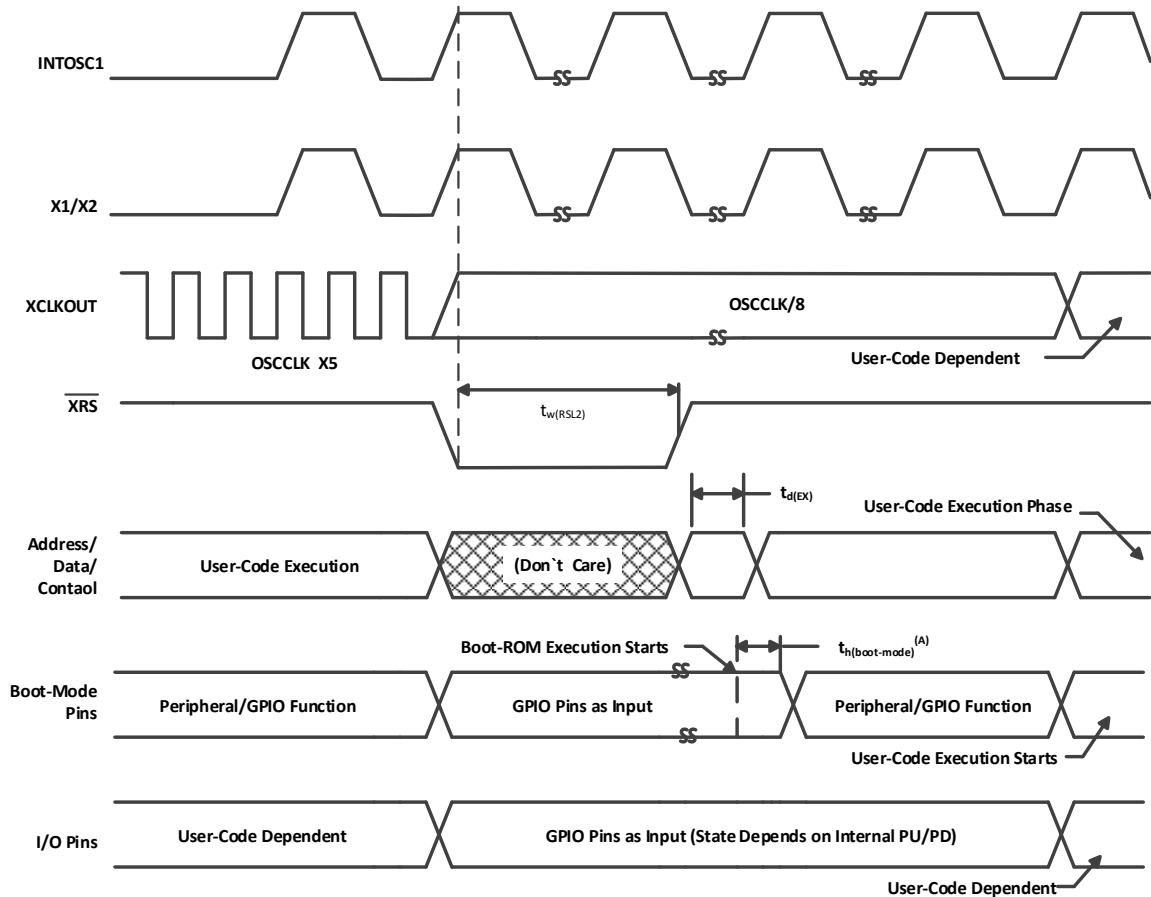 INTOSC1
X1/X2
XCLKOUT
OSCCLK/8
OSCCLK X5
User-Code Dependent
XRS
tw(RSL2)
td(EX)
User-Code Execution Phase
Address/
Data/
Contaol
User-Code Execution
(Don`t Care)
Boot-ROM Execution Starts
th(boot-mode)(A)
Boot-Mode
Pins
Peripheral/GPIO Function
GPIO Pins as Input
Peripheral/GPIO Function
User-Code Execution Starts
I/O Pins
User-Code Dependent
GPIO Pins as Input (State Depends on Internal PU/PD)
User-Code Dependent